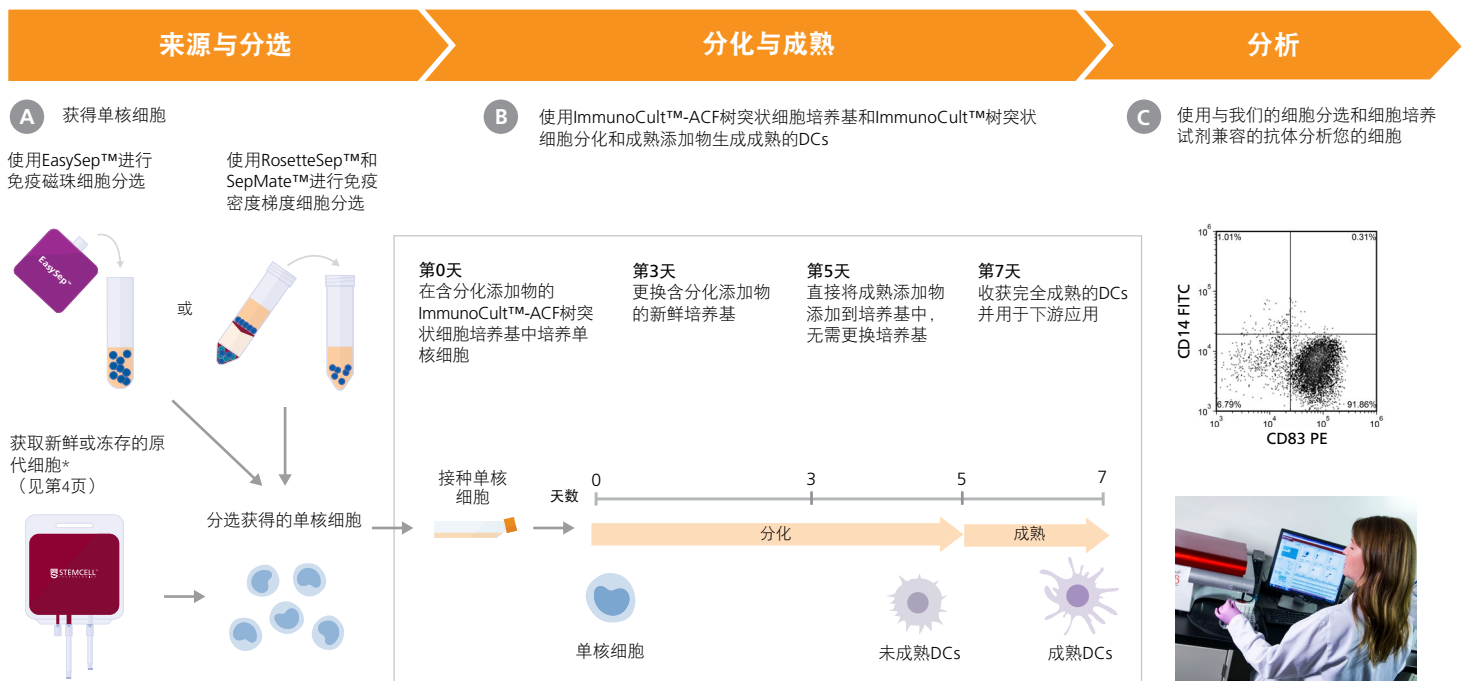 来源与分选
分化与成熟
分析
A
获得单核细胞
使用EasySep™进行
免疫磁珠细胞分选
使用RosetteSep™和
SepMate™进行免疫
密度梯度细胞分选
EasySep™
或
获取新鲜或冻存的原
代细胞*
（见第4页）
STEMCELL™
TECHNOLOGIES
分选获得的单核细胞
B
使用ImmunoCult™-ACF树突状细胞培养基和ImmunoCult™树突状
细胞分化和成熟添加物生成成熟的DCs
第0天
在含分化添加物的
ImmunoCult™-ACF树突
状细胞培养基中培养单
核细胞
第3天
更换含分化添加物
的新鲜培养基
第5天
直接将成熟添加物
添加到培养基中，
无需更换培养基
第7天
收获完全成熟的DCs
并用于下游应用
接种单核
细胞
天数
0
3
5
7
分化
成熟
单核细胞
未成熟DCs
成熟DCs
C
使用与我们的细胞分选和细胞培养
试剂兼容的抗体分析您的细胞
CD14 FITC
10⁶
10⁵
10⁴
10³
1.01%
0.31%
6.79%
91.86%
10³
10⁴
10⁵
10⁶
CD83 PE